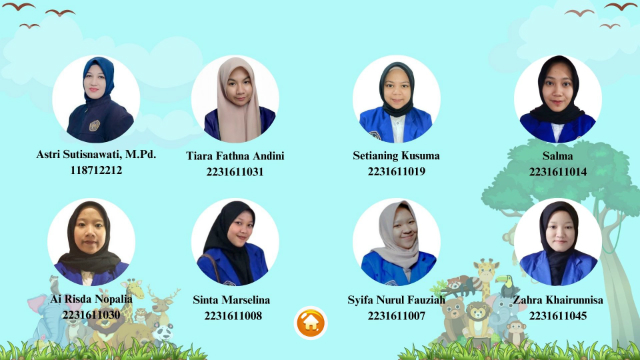 Astri Sutisnawati, M.Pd.
118712212
Tiara Fathna Andini
2231611031
Setianing Kusuma
2231611019
Salma
2231611014
Ai Risda Nopalia
2231611030
Sinta Marselina
2231611008
Syifa Nurul Fauziah
2231611007
Zahra Khairunnisa
2231611045